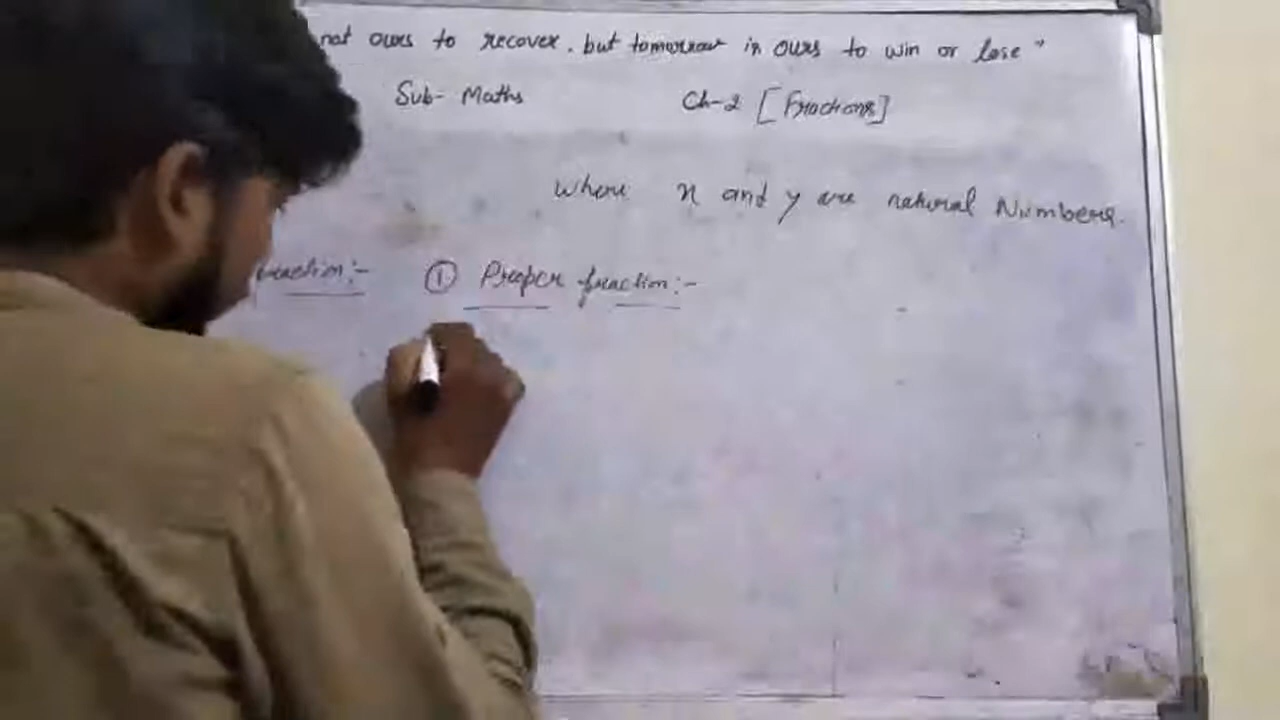 not ours to recover. but tomorrow is ours to win or lose"
Sub- Maths Ch-2 [Fractions]
where x and y are natural Numbers.
fraction:- ① Proper fraction:-